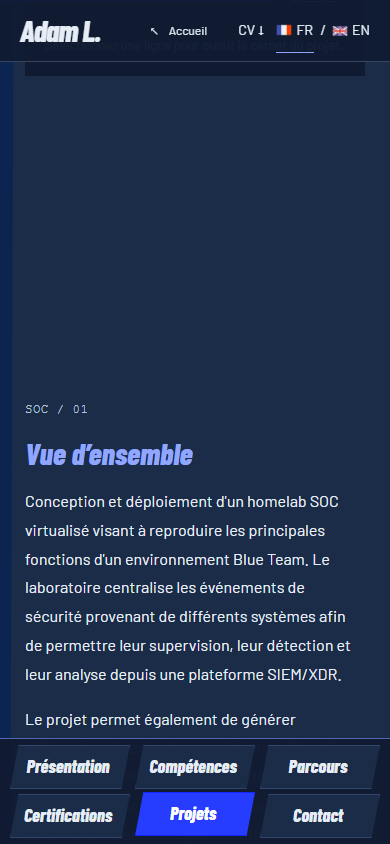 Adam L.
↖ Accueil
CV ↓
🇫🇷 FR / 🇬🇧 EN
SOC / 01
Vue d'ensemble
Conception et déploiement d'un homelab SOC
virtualisé visant à reproduire les principales
fonctions d'un environnement Blue Team. Le
laboratoire centralise les événements de
sécurité provenant de différents systèmes afin
de permettre leur supervision, leur détection et
leur analyse depuis une plateforme SIEM/XDR.
Le projet permet également de générer
Présentation
Compétences
Parcours
Certifications
Projets
Contact